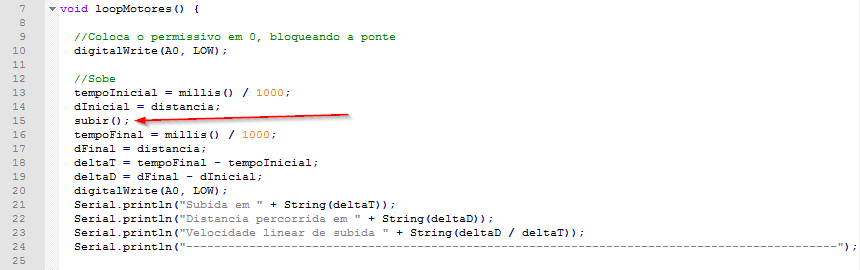 7 void loopMotores() {
8
9 //Coloca o permissivo em 0, bloqueando a ponte
10 digitalWrite(A0, LOW);
11
12 //Sobe
13 tempoInicial = millis() / 1000;
14 dInicial = distancia;
15 subir();
16 tempoFinal = millis() / 1000;
17 dFinal = distancia;
18 deltaT = tempoFinal - tempoInicial;
19 deltaD = dFinal - dInicial;
20 digitalWrite(A0, LOW);
21 Serial.println("Subida em " + String(deltaT));
22 Serial.println("Distancia percorrida em " + String(deltaD));
23 Serial.println("Velocidade linear de subida " + String(deltaD / deltaT));
24 Serial.println("-----------------------------------------------------------------------------------------------");
25